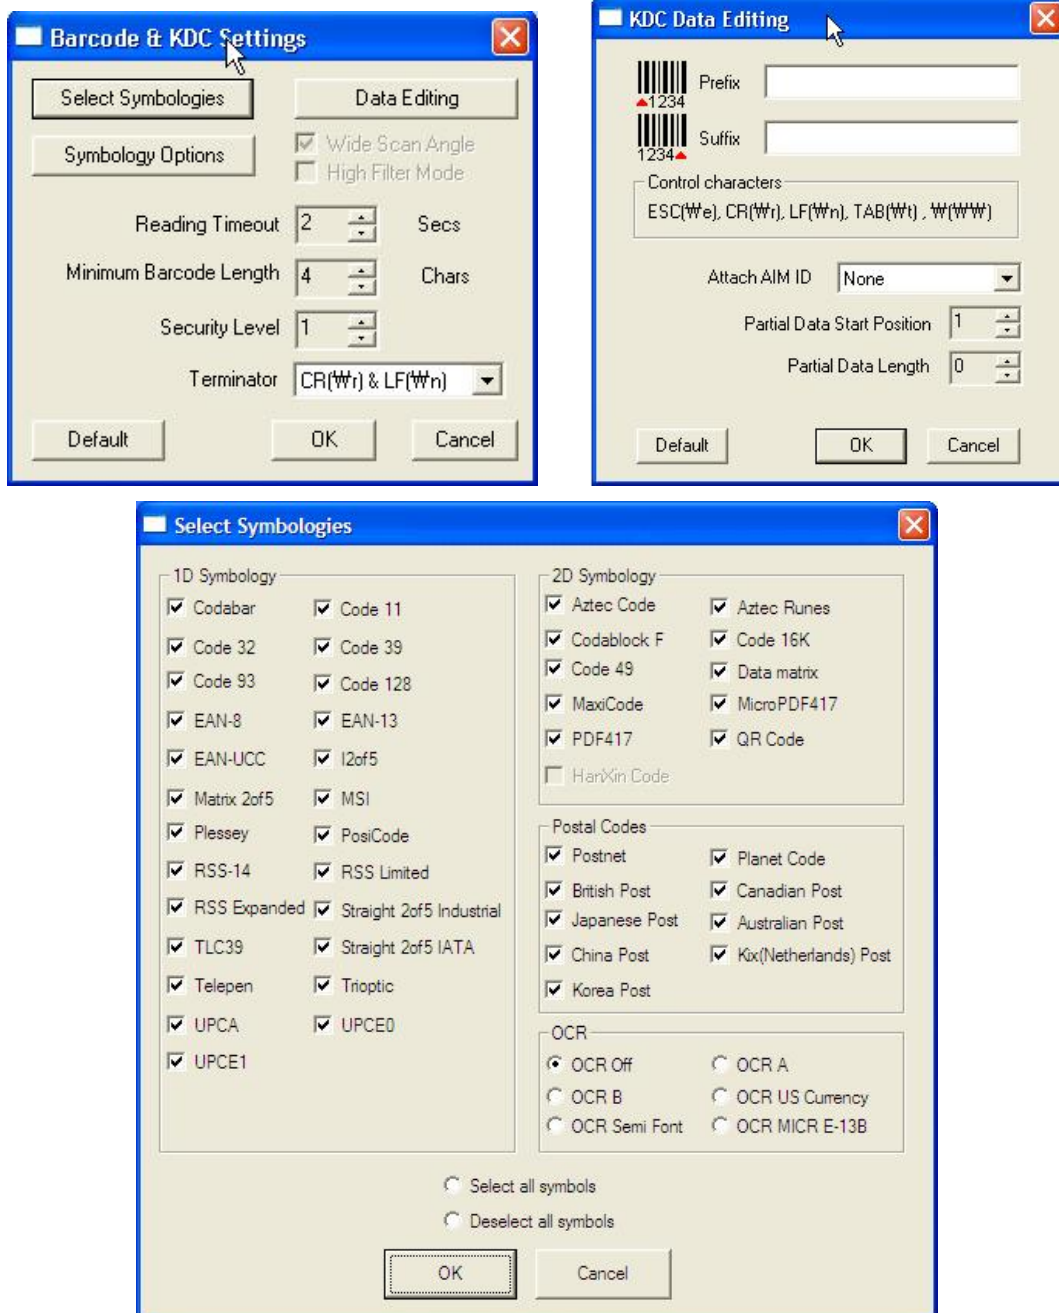 Barcode & KDC Settings
Select Symbologies
Data Editing
Symbology Options
Wide Scan Angle
High Filter Mode
Reading Timeout 2 Secs
Minimum Barcode Length 4 Chars
Security Level 1
Terminator CR(₩r) & LF(₩n)
Default OK Cancel
KDC Data Editing
1234 Prefix
1234 Suffix
Control characters
ESC(₩e), CR(₩r), LF(₩n), TAB(₩t) , ₩(₩₩)
Attach AIM ID None
Partial Data Start Position 1
Partial Data Length 0
Default OK Cancel
Select Symbologies
1D Symbology
Codabar Code 11
Code 32 Code 39
Code 93 Code 128
EAN-8 EAN-13
EAN-UCC I2of5
Matrix 2of5 MSI
Plessey PosiCode
RSS-14 RSS Limited
RSS Expanded Straight 2of5 Industrial
TLC39 Straight 2of5 IATA
Telepen Trioptic
UPCA UPCE0
UPCE1
2D Symbology
Aztec Code Aztec Runes
Codablock F Code 16K
Code 49 Data matrix
MaxiCode MicroPDF417
PDF417 QR Code
HanXin Code
Postal Codes
Postnet Planet Code
British Post Canadian Post
Japanese Post Australian Post
China Post Kix(Netherlands) Post
Korea Post
OCR
OCR Off OCR A
OCR B OCR US Currency
OCR Semi Font OCR MICR E-13B
Select all symbols
Deselect all symbols
OK Cancel